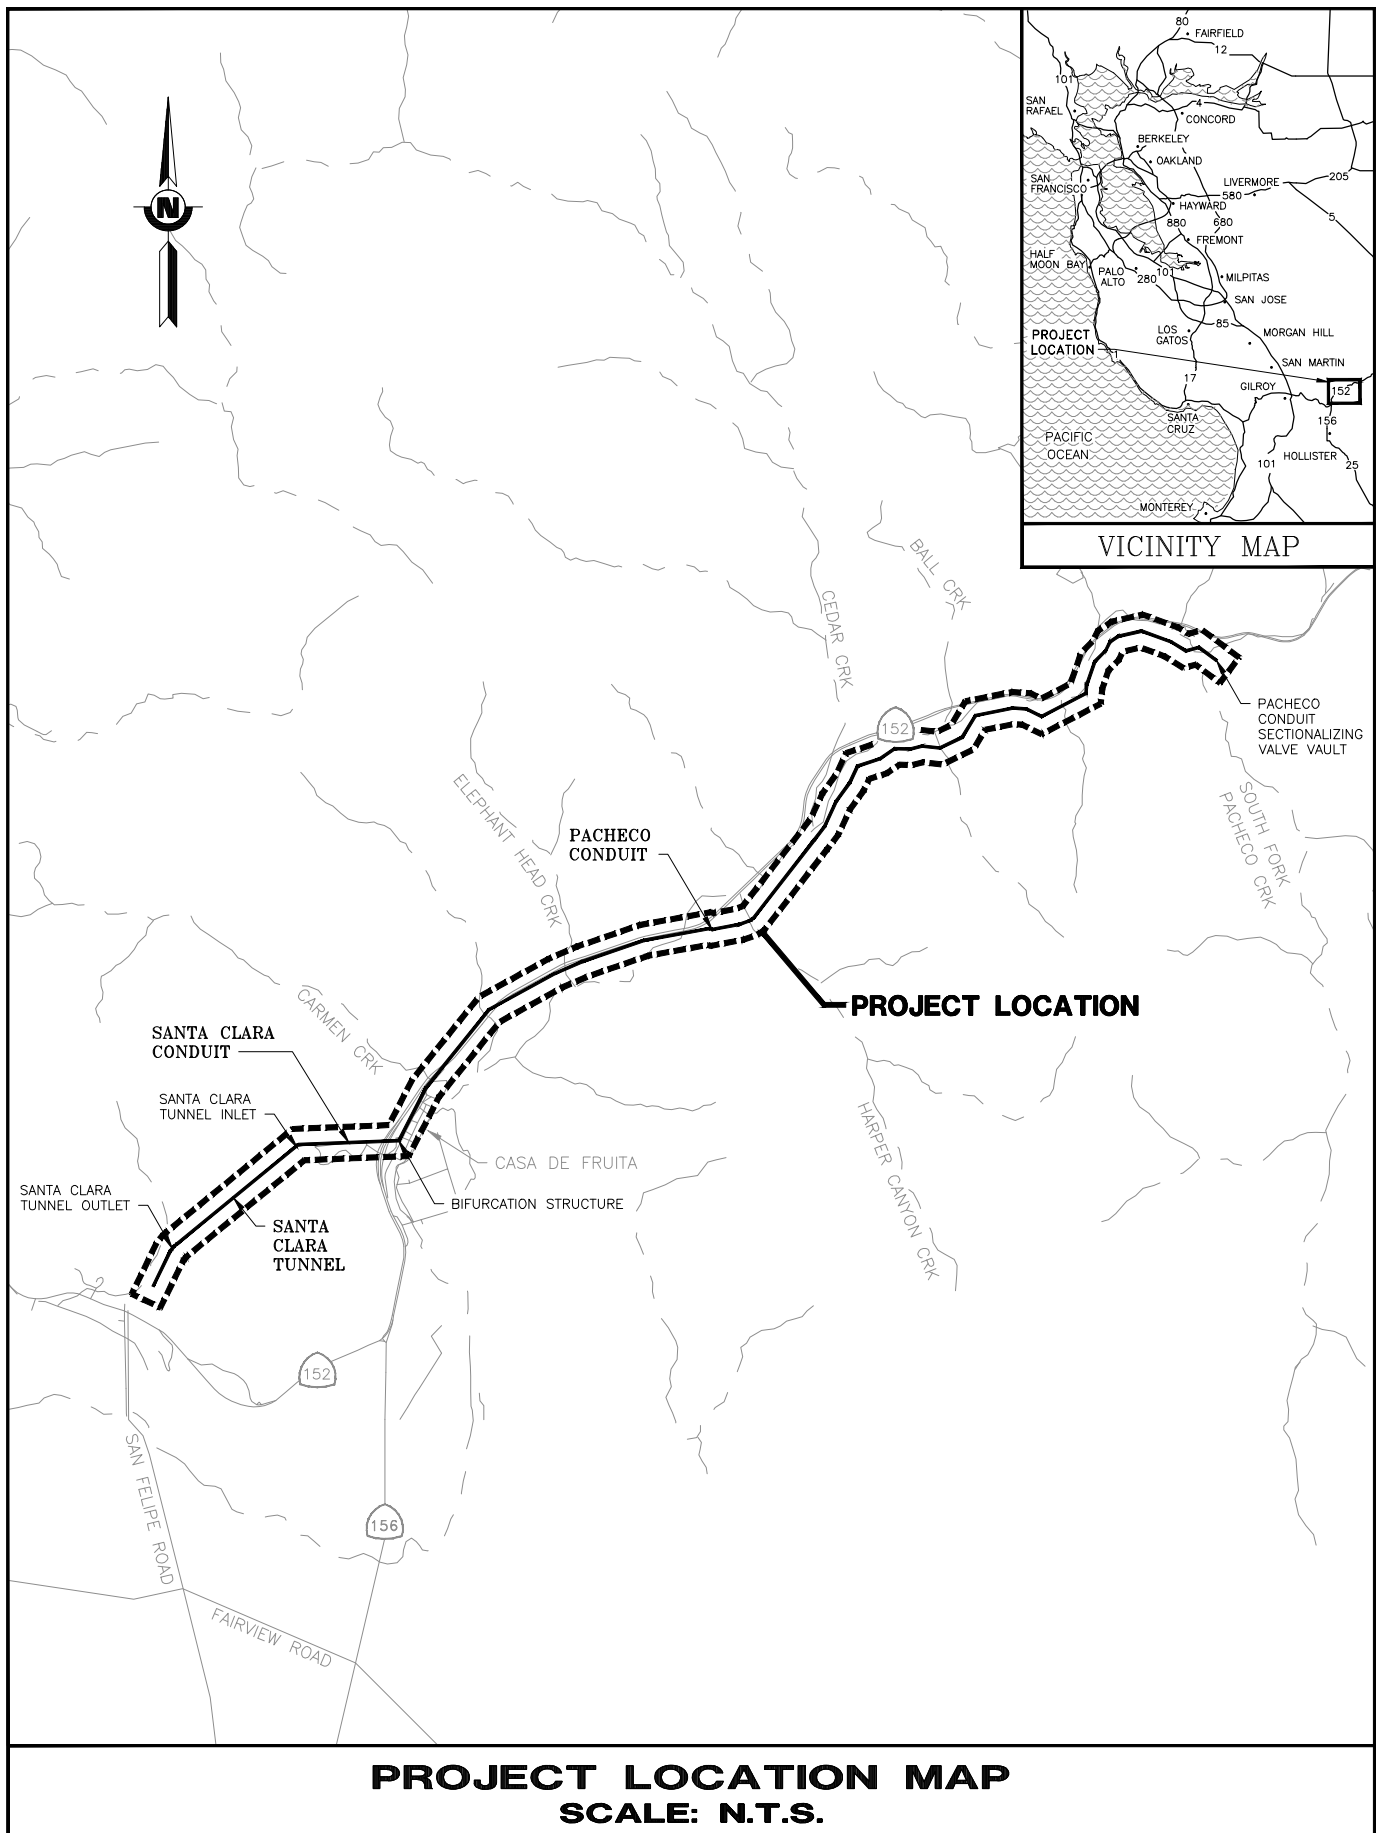 N
80
FAIRFIELD
12
101
SAN
RAFAEL
4
CONCORD
BERKELEY
OAKLAND
SAN
FRANCISCO
LIVERMORE
205
580
HAYWARD
880
680
5
FREMONT
HALF
MOON BAY
PALO
ALTO
280
101
MILPITAS
SAN JOSE
85
LOS
GATOS
MORGAN HILL
PROJECT
LOCATION
1
SAN MARTIN
17
GILROY
152
SANTA
CRUZ
156
PACIFIC
OCEAN
101
HOLLISTER
25
MONTEREY
VICINITY MAP
BALL CRK
CEDAR CRK
152
PACHECO
CONDUIT
SECTIONALIZING
VALVE VAULT
SOUTH FORK
PACHECO CRK
ELEPHANT HEAD CRK
PACHECO
CONDUIT
PROJECT LOCATION
CARMEN CRK
SANTA CLARA
CONDUIT
SANTA CLARA
TUNNEL INLET
HARPER CANYON CRK
CASA DE FRUITA
SANTA CLARA
TUNNEL OUTLET
BIFURCATION STRUCTURE
SANTA
CLARA
TUNNEL
152
SAN FELIPE ROAD
156
FAIRVIEW ROAD
PROJECT LOCATION MAP
SCALE: N.T.S.